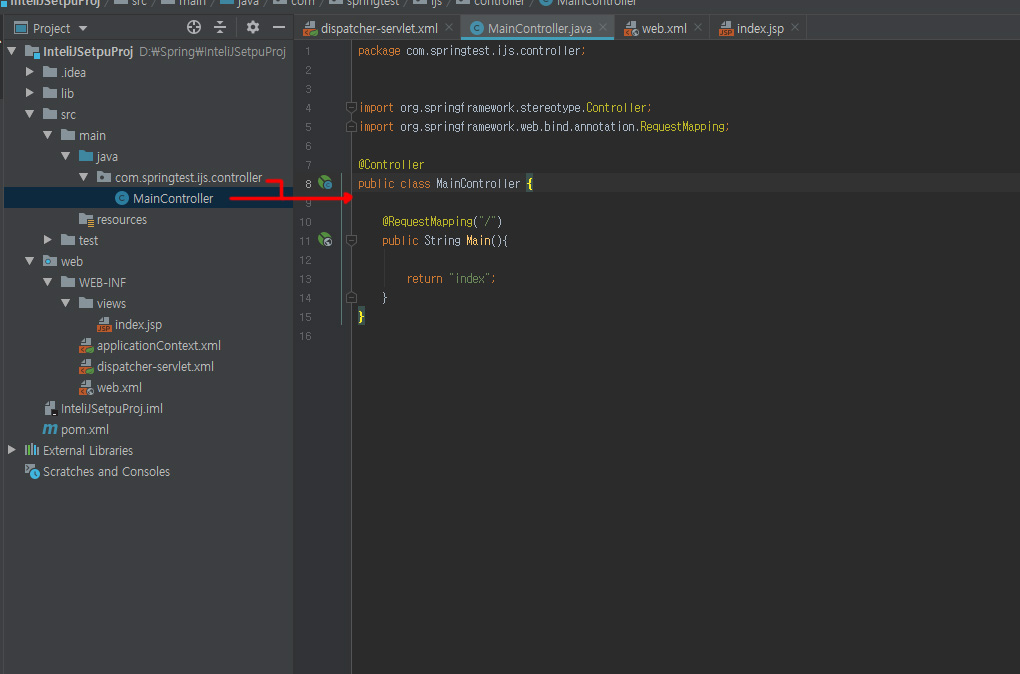 InteliJSetpuProj src main java com springtest ijs controller MainController
Project
dispatcher-servlet.xml MainController.java web.xml index.jsp
InteliJSetpuProj D:₩Spring₩InteliJSetpuProj
.idea
lib
src
main
java
com.springtest.ijs.controller
MainController
resources
test
web
WEB-INF
views
index.jsp
applicationContext.xml
dispatcher-servlet.xml
web.xml
InteliJSetpuProj.iml
pom.xml
External Libraries
Scratches and Consoles
1 package com.springtest.ijs.controller;
2
3
4 import org.springframework.stereotype.Controller;
5 import org.springframework.web.bind.annotation.RequestMapping;
6
7 @Controller
8 public class MainController {
9
10 @RequestMapping("/")
11 public String Main(){
12
13 return "index";
14 }
15 }
16